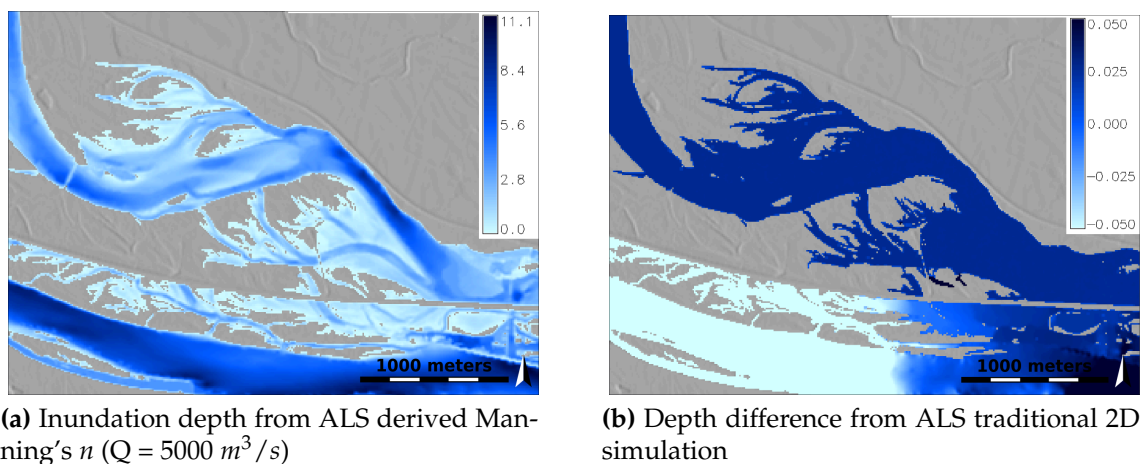 11.1
8.4
5.6
2.8
0.0
1000 meters
0.050
0.025
0.000
−0.025
−0.050
1000 meters
(a) Inundation depth from ALS derived Man-
ning's n (Q = 5000 m³/s)
(b) Depth difference from ALS traditional 2D
simulation